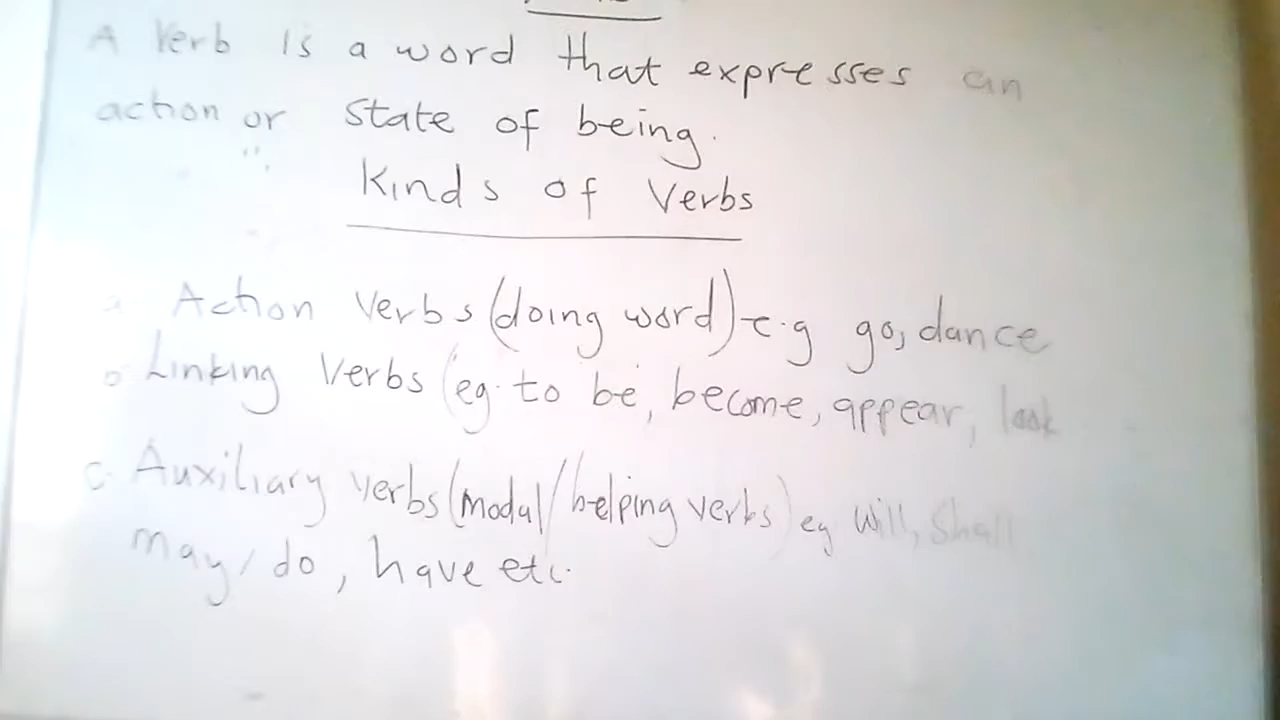 A Verb is a word that expresses an
action or state of being.
Kinds of Verbs
a. Action Verbs (doing word) e.g go, dance
b Linking Verbs (eg. to be, become, appear, look
c. Auxiliary verbs (modal/helping verbs) eg will, shall
may/do, have etc.